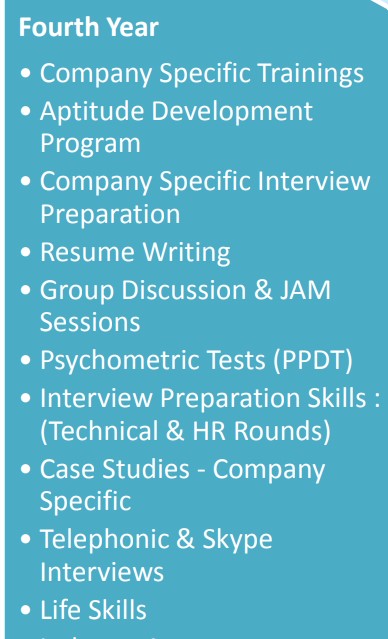 Fourth Year
• Company Specific Trainings
• Aptitude Development
Program
• Company Specific Interview
Preparation
• Resume Writing
• Group Discussion & JAM
Sessions
• Psychometric Tests (PPDT)
• Interview Preparation Skills :
(Technical & HR Rounds)
• Case Studies - Company
Specific
• Telephonic & Skype
Interviews
• Life Skills